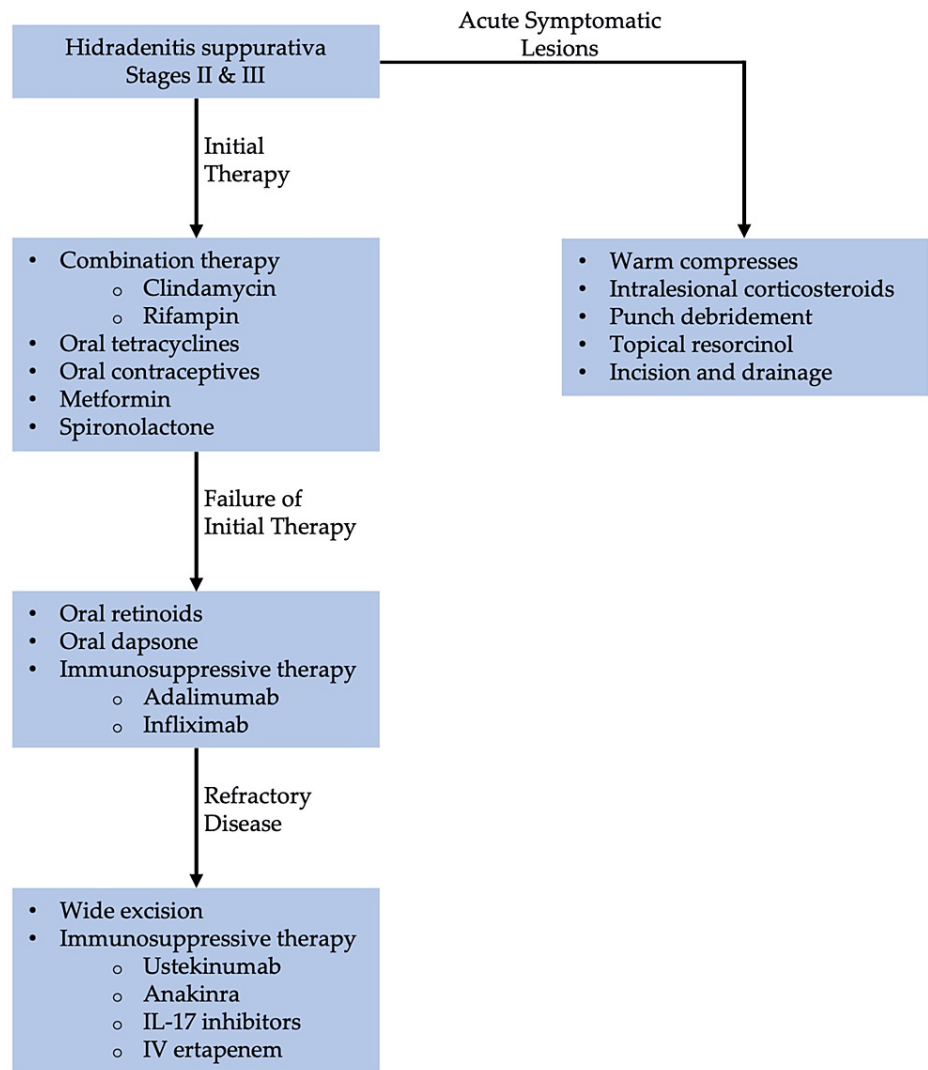 Hidradenitis suppurativa
Stages II & III
Acute Symptomatic
Lesions
Initial
Therapy
• Combination therapy
o Clindamycin
o Rifampin
• Oral tetracyclines
• Oral contraceptives
• Metformin
• Spironolactone
• Warm compresses
• Intralesional corticosteroids
• Punch debridement
• Topical resorcinol
• Incision and drainage
Failure of
Initial Therapy
• Oral retinoids
• Oral dapsone
• Immunosuppressive therapy
o Adalimumab
o Infliximab
Refractory
Disease
• Wide excision
• Immunosuppressive therapy
o Ustekinumab
o Anakinra
o IL-17 inhibitors
o IV ertapenem